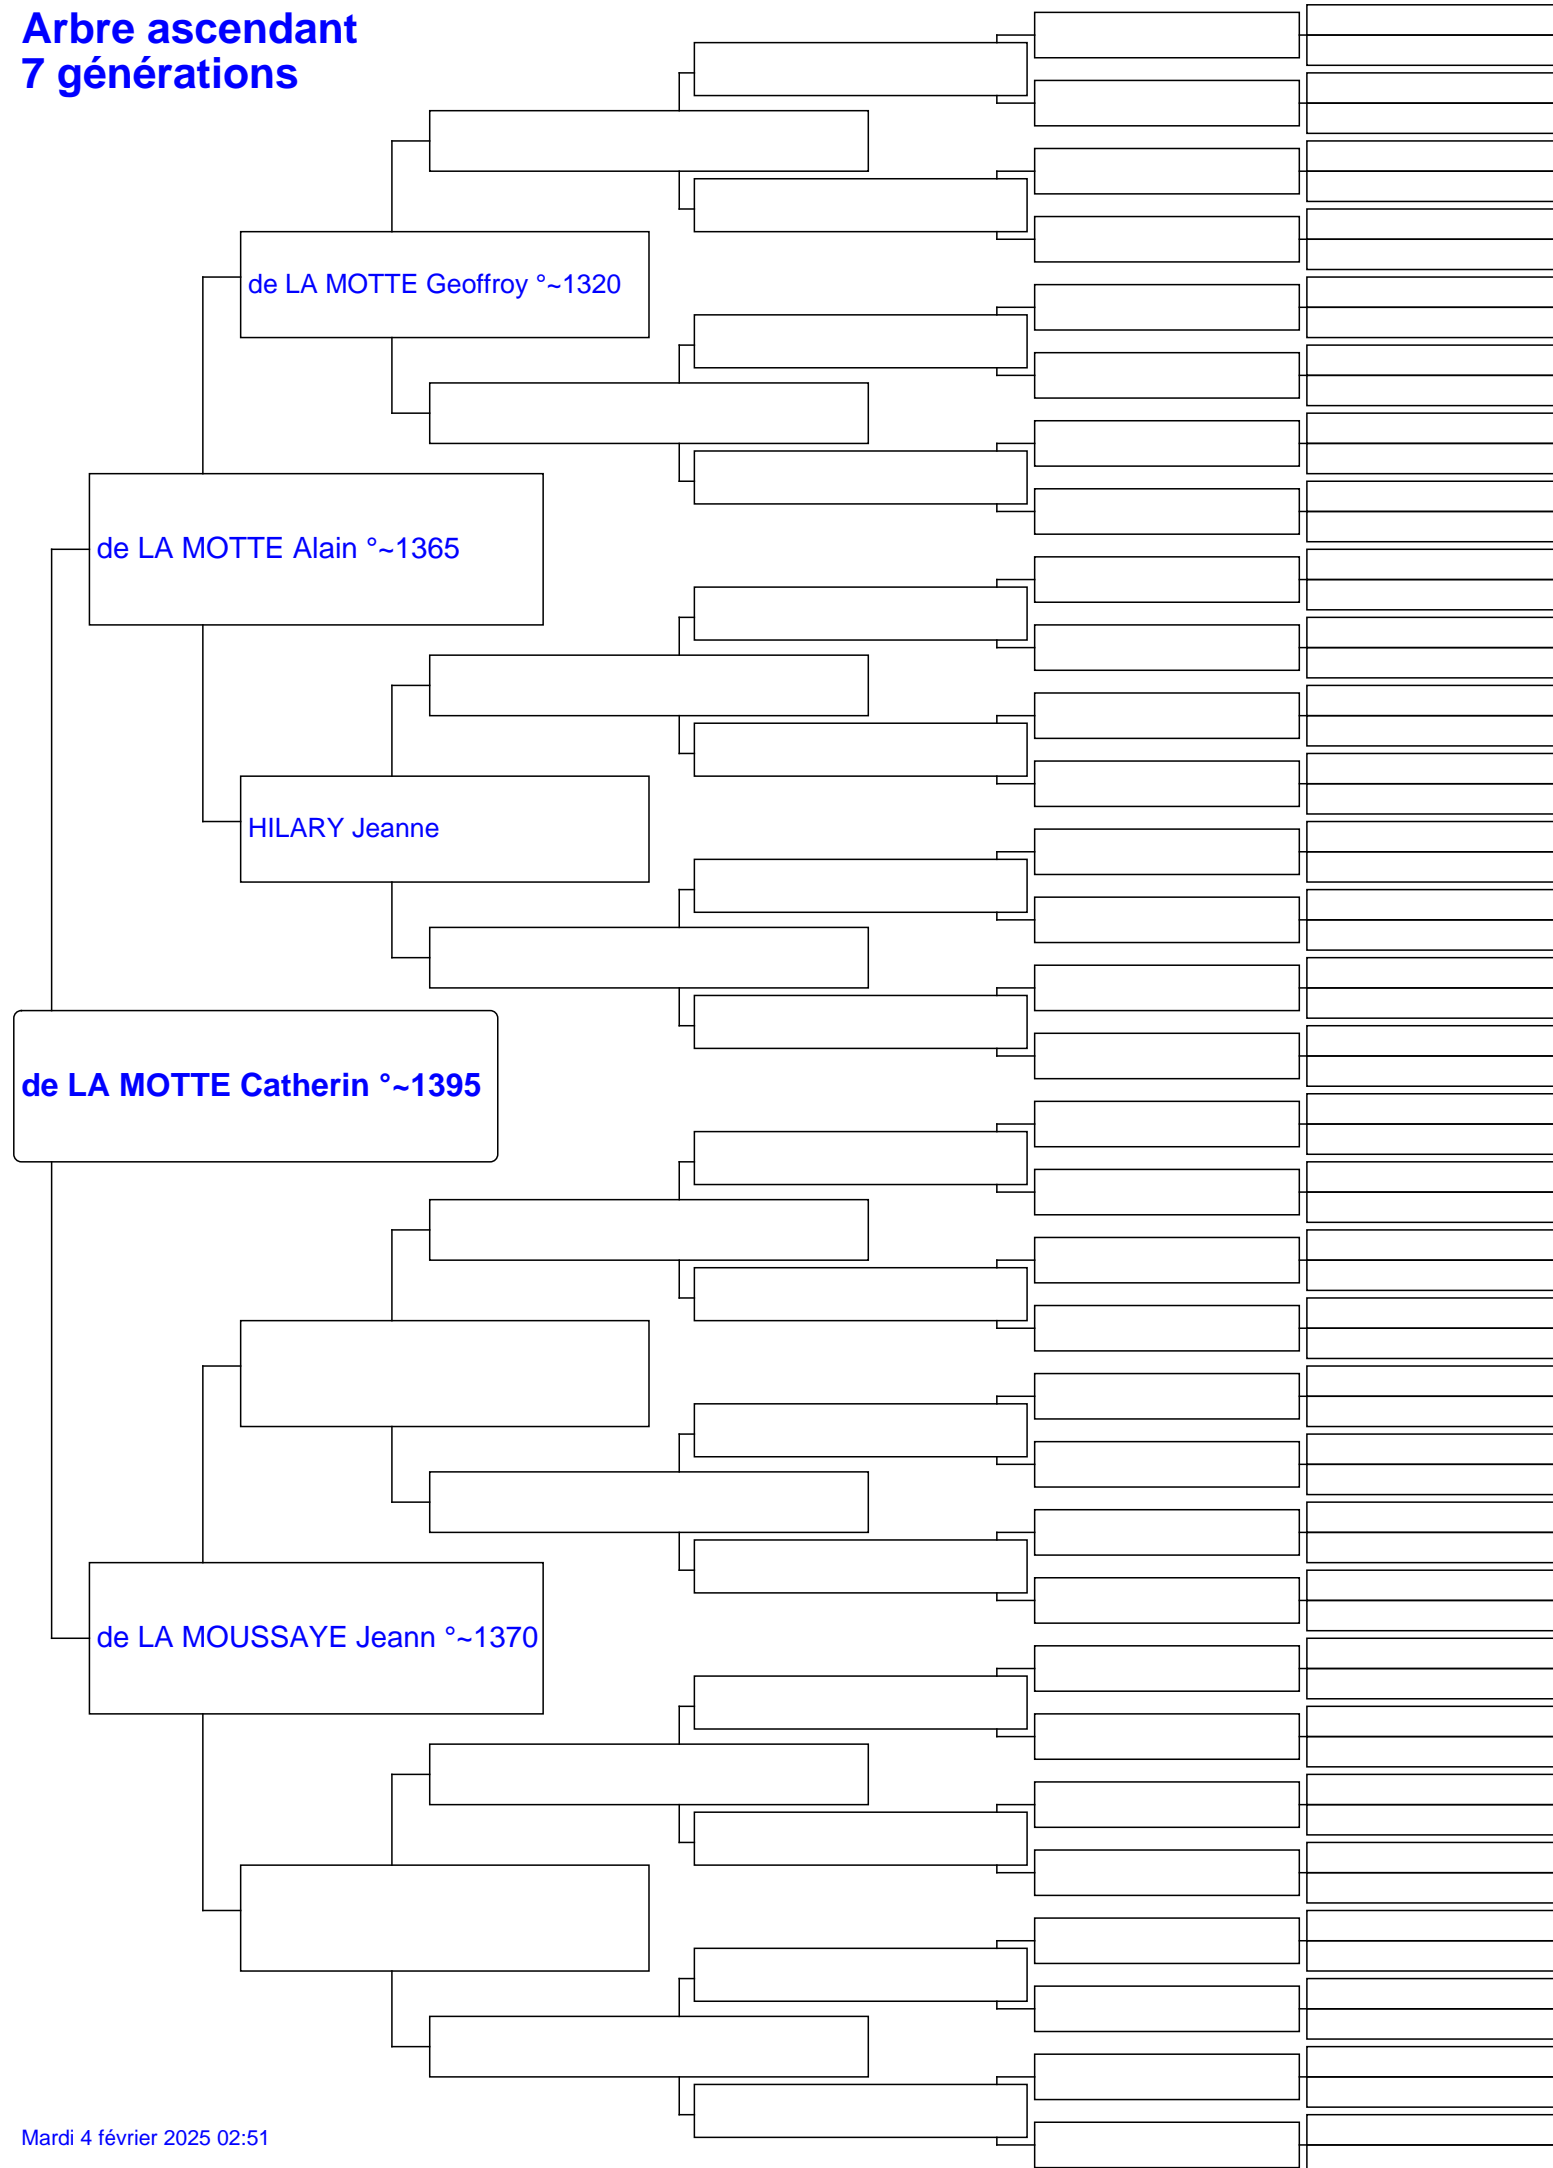 Arbre ascendant
7 générations
de LA MOTTE Geoffroy °~1320
de LA MOTTE Alain °~1365
HILARY Jeanne
de LA MOTTE Catherin °~1395
de LA MOUSSAYE Jeann °~1370
Mardi 4 février 2025 02:51